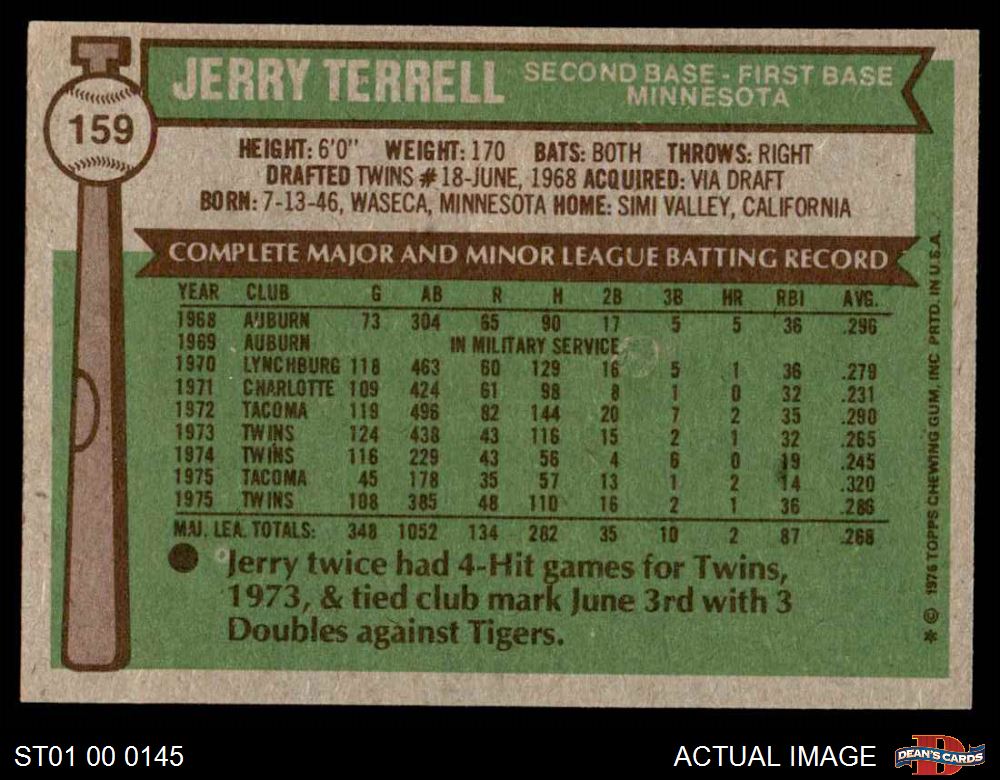 JERRY TERRELL
SECOND BASE - FIRST BASE
MINNESOTA
159
HEIGHT: 6'0" WEIGHT: 170 BATS: BOTH THROWS: RIGHT
DRAFTED TWINS #18-JUNE, 1968 ACQUIRED: VIA DRAFT
BORN: 7-13-46, WASECA, MINNESOTA HOME: SIMI VALLEY, CALIFORNIA
COMPLETE MAJOR AND MINOR LEAGUE BATTING RECORD
YEAR CLUB G AB R H 2B 3B HR RBI AVG.
1968 AUBURN 73 304 65 90 17 5 5 36 .296
1969 AUBURN IN MILITARY SERVICE
1970 LYNCHBURG 118 463 60 129 16 5 1 36 .279
1971 CHARLOTTE 109 424 61 98 8 1 0 32 .231
1972 TACOMA 119 496 82 144 20 7 2 35 .290
1973 TWINS 124 438 43 116 15 2 1 32 .265
1974 TWINS 116 229 43 56 4 6 0 19 .245
1975 TACOMA 45 178 35 57 13 1 2 14 .320
1975 TWINS 108 385 48 110 16 2 1 36 .286
MAJ. LEA. TOTALS: 348 1052 134 282 35 10 2 87 .268
● Jerry twice had 4-Hit games for Twins,
1973, & tied club mark June 3rd with 3
Doubles against Tigers.
* © 1976 TOPPS CHEWING GUM, INC PRTD. IN U.S.A.
ST01 00 0145
ACTUAL IMAGE
DEAN'S CARDS